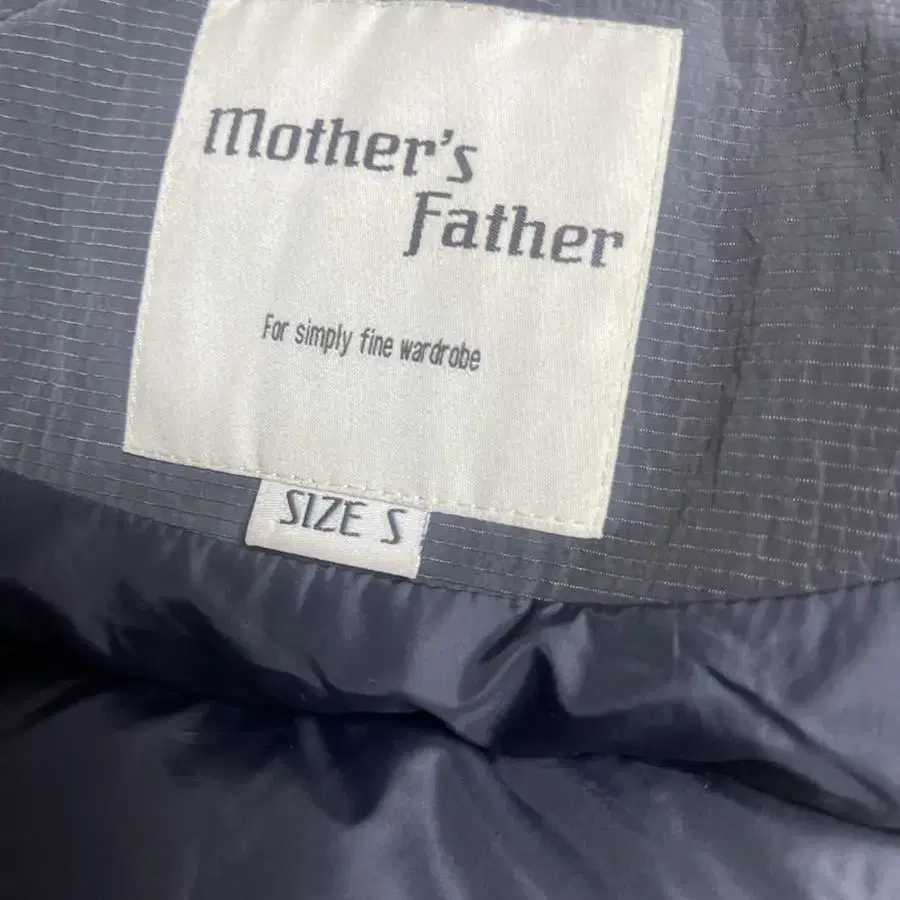 Mother's
Father
For simply fine wardrobe
SIZE S